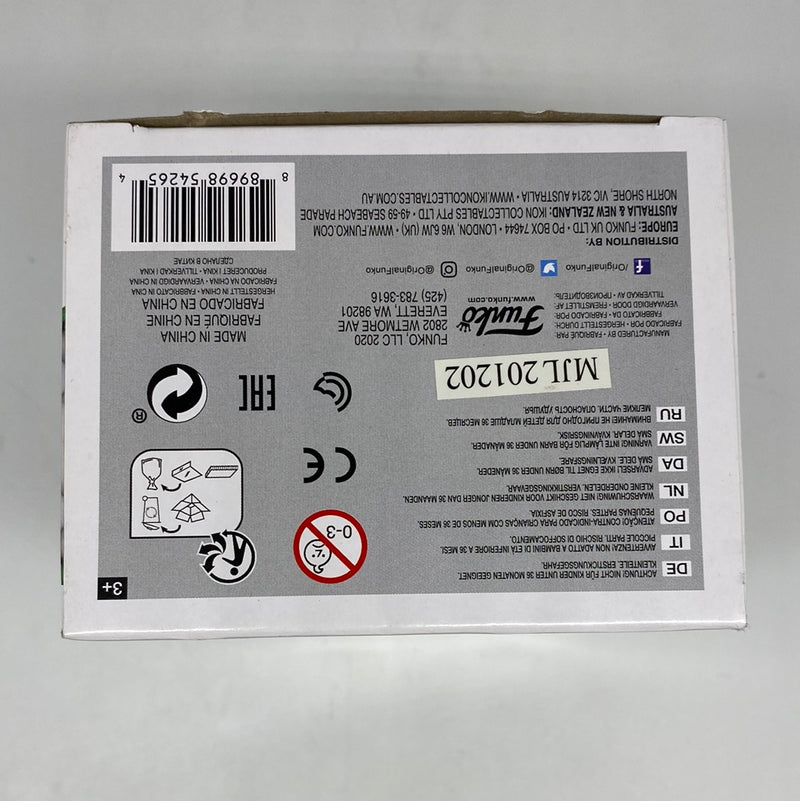 3+
DE
ACHTUNG! NICHT FÜR KINDER UNTER 36 MONATEN GEEIGNET.
KLEINTEILE. ERSTICKUNGSGEFAHR.
IT
AVVERTENZA! NON ADATTO A BAMBINI DI ETÀ INFERIORE A 36 MESI.
PICCOLE PARTI. RISCHIO DI SOFFOCAMENTO.
PO
ATENÇÃO! CONTRA-INDICADO PARA CRIANÇAS COM MENOS DE 36 MESES.
PEQUENAS PARTES. RISCO DE ASFIXIA.
NL
WAARSCHUWING! NIET GESCHIKT VOOR KINDEREN JONGER DAN 36 MAANDEN.
KLEINE ONDERDELEN. VERSTIKKINGSGEVAAR.
DA
ADVARSEL! IKKE EGNET TIL BØRN UNDER 36 MÅNEDER.
SMÅ DELE. KVELNINGSFARE.
SW
VARNING! INTE LÄMPLIG FÖR BARN UNDER 36 MÅNADER.
SMÅ DELAR. KVÄVNINGSRISK.
RU
ВНИМАНИЕ! НЕ ПРИГОДНО ДЛЯ ДЕТЕЙ МЛАДШЕ 36 МЕСЯЦЕВ.
МЕЛКИЕ ЧАСТИ. ОПАСНОСТЬ УДУШЬЯ.
0-3
CE
EAC
®
MJL 201202
MANUFACTURED BY • FABRIQUÉ PAR:
FABRICADO POR • HERGESTELLT DURCH
FABBRICATO DA • FREMSTILLET AF:
VERVAARDIGD DOOR:
TILLVERKAD AV • ПРОИЗВОДИТЕЛЬ:
Funko
www.funko.com
FUNKO, LLC 2020
2802 WETMORE AVE
EVERETT, WA 98201
(425) 783-3616
MADE IN CHINA
FABRIQUÉ EN CHINE
FABRICADO EN CHINA
HERGESTELLT IN CHINA • FABBRICATO IN CHINA
FABRICADO NA CHINA • VERVAARDIGD IN CHINA
PRODUCERET I KINA • TILLVERKAD I KINA
СДЕЛАНО В КИТАЕ
/OriginalFunko
@OriginalFunko
@OriginalFunko
DISTRIBUTION BY:
EUROPE: FUNKO UK LTD • PO BOX 74644 • LONDON, W6 6JW (UK) • WWW.FUNKO.COM
AUSTRALIA & NEW ZEALAND: IKON COLLECTABLES PTY LTD • 49-59 SEABREACH PARADE
NORTH SHORE, VIC 3214 AUSTRALIA • WWW.IKONCOLLECTABLES.COM.AU
8 89698 54265 4